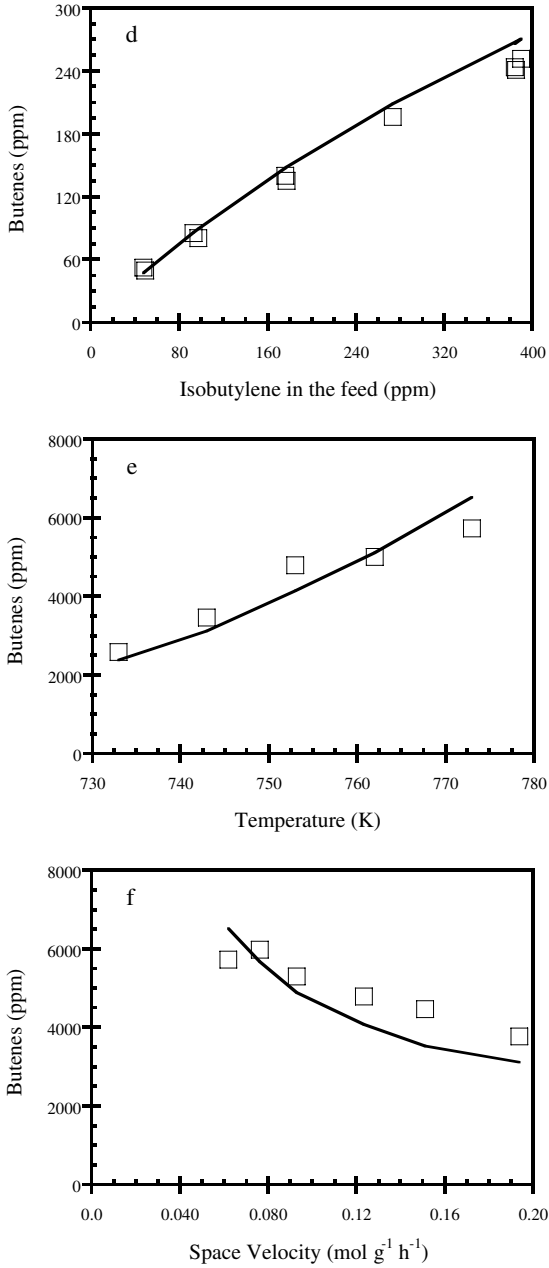 d
300
240
180
120
60
0
Butenes (ppm)
0 80 160 240 320 400
Isobutylene in the feed (ppm)
e
8000
6000
4000
2000
0
Butenes (ppm)
730 740 750 760 770 780
Temperature (K)
f
8000
6000
4000
2000
0
Butenes (ppm)
0.0 0.040 0.080 0.12 0.16 0.20
Space Velocity (mol g⁻¹ h⁻¹)